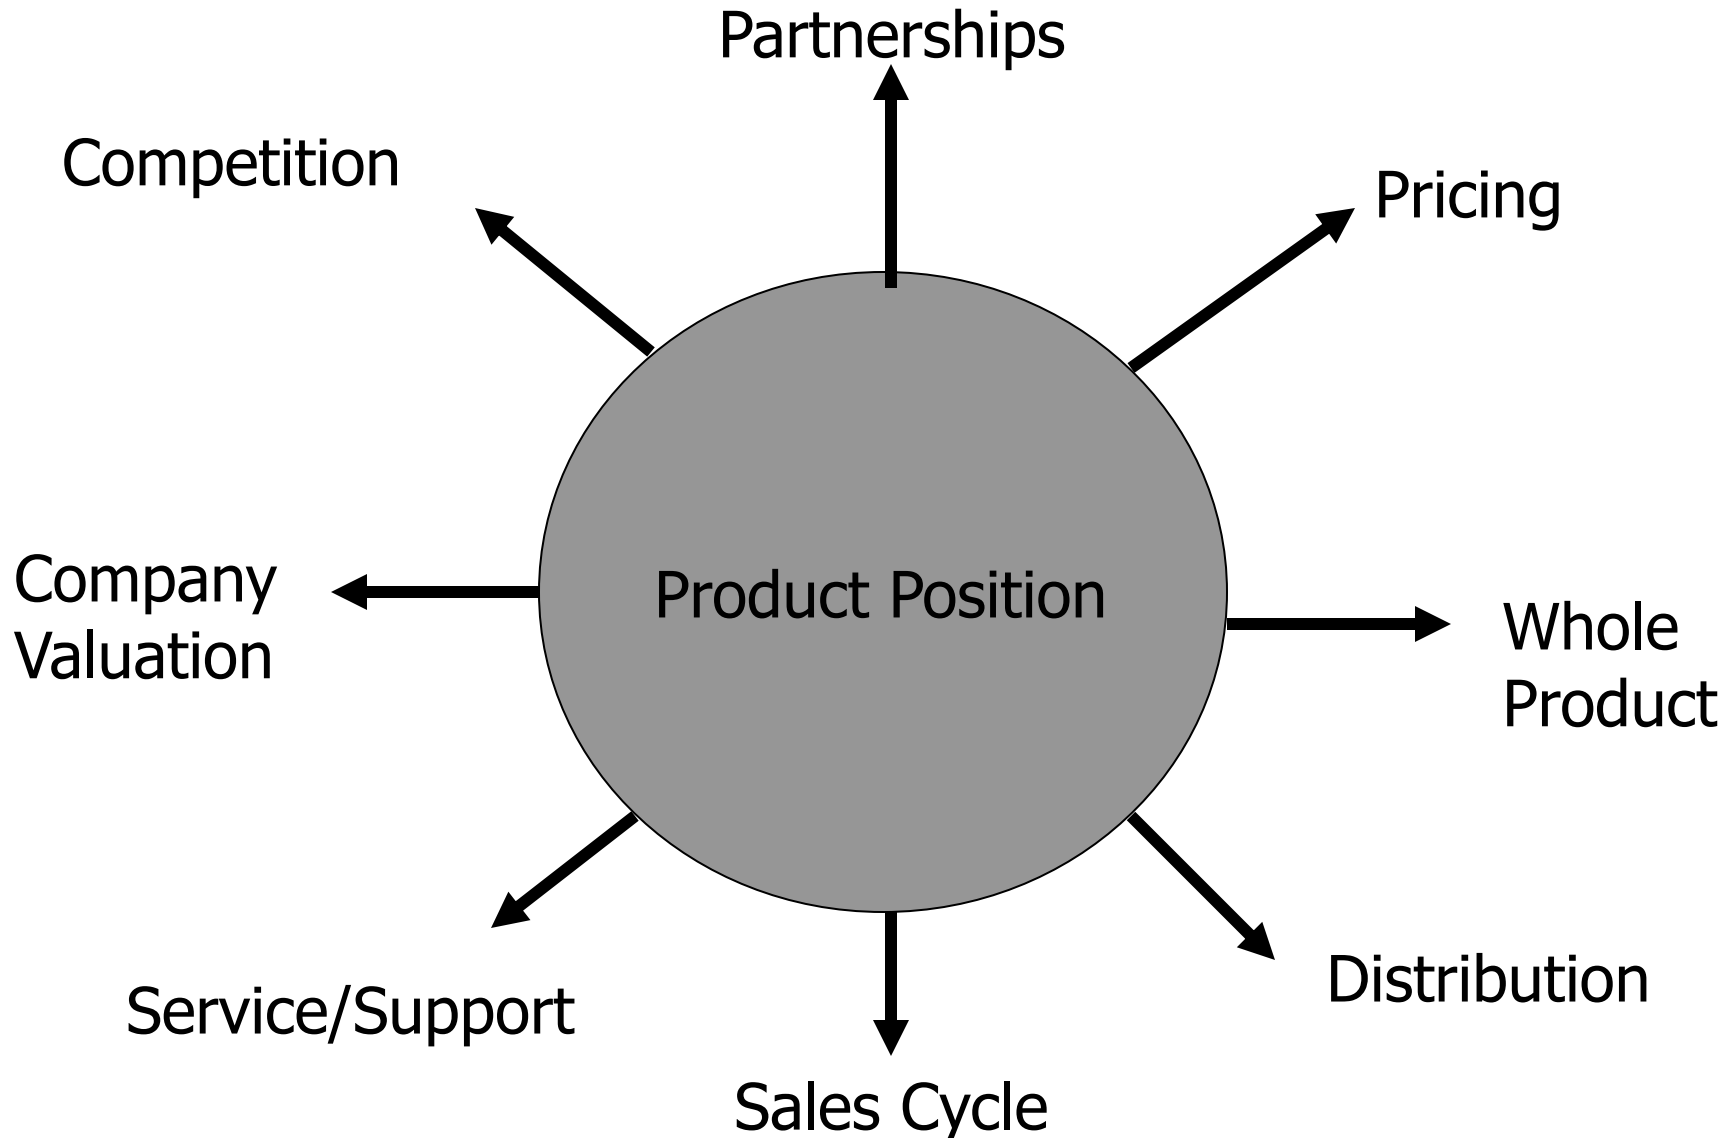 Partnerships
Competition
Pricing
Company
Valuation
Product Position
Whole
Product
Distribution
Service/Support
Sales Cycle